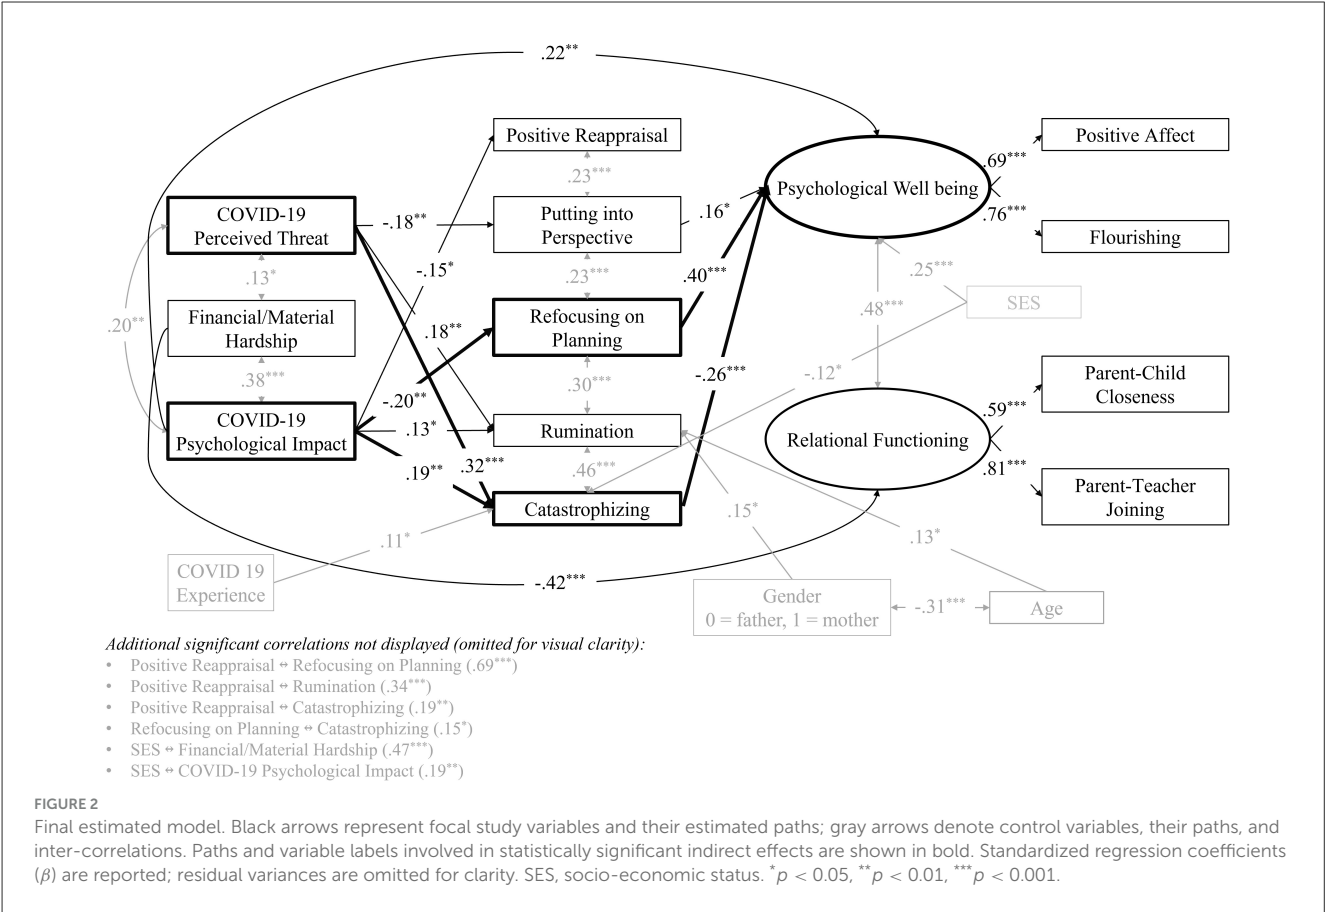 .22**
Positive Reappraisal
Positive Affect
.69***
.23***
Psychological Well being
COVID-19
Perceived Threat
-.18**
Putting into
Perspective
.16*
.76***
Flourishing
-.15*
.13*
.23***
.40***
.25***
SES
.20**
Financial/Material
Hardship
.18**
Refocusing on
Planning
.48***
.38***
-.20**
.30***
-.26***
-.12*
Parent-Child
Closeness
.59***
COVID-19
Psychological Impact
.13*
Rumination
Relational Functioning
.19**
.32***
.46***
.81***
Parent-Teacher
Joining
Catastrophizing
.15*
.11*
.13*
COVID 19
Experience
-.42***
Gender
0 = father, 1 = mother
-.31***
Age
Additional significant correlations not displayed (omitted for visual clarity):
• Positive Reappraisal ↔ Refocusing on Planning (.69***)
• Positive Reappraisal ↔ Rumination (.34***)
• Positive Reappraisal ↔ Catastrophizing (.19**)
• Refocusing on Planning ↔ Catastrophizing (.15*)
• SES ↔ Financial/Material Hardship (.47***)
• SES ↔ COVID-19 Psychological Impact (.19**)
FIGURE 2
Final estimated model. Black arrows represent focal study variables and their estimated paths; gray arrows denote control variables, their paths, and
inter-correlations. Paths and variable labels involved in statistically significant indirect effects are shown in bold. Standardized regression coefficients
(β) are reported; residual variances are omitted for clarity. SES, socio-economic status. *p < 0.05, **p < 0.01, ***p < 0.001.